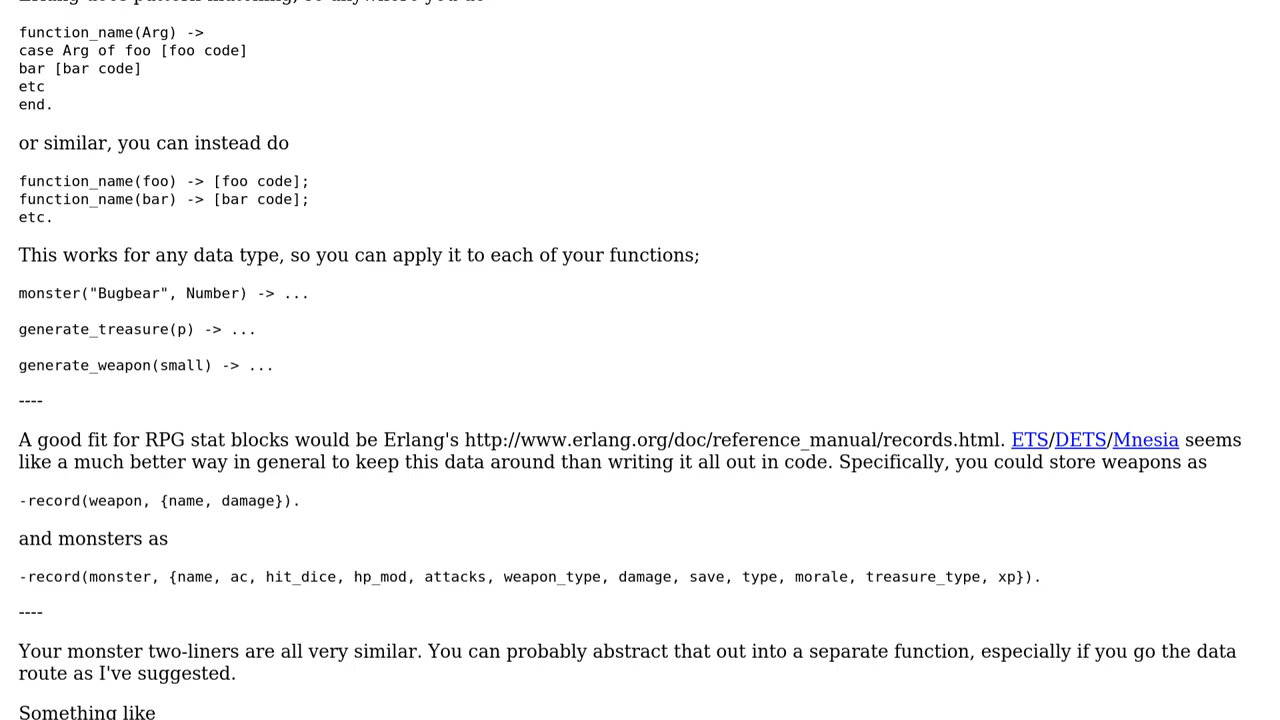 function_name(Arg) ->
case Arg of foo [foo code]
bar [bar code]
etc
end.
or similar, you can instead do
function_name(foo) -> [foo code];
function_name(bar) -> [bar code];
etc.
This works for any data type, so you can apply it to each of your functions;
monster("Bugbear", Number) -> ...
generate_treasure(p) -> ...
generate_weapon(small) -> ...
----
A good fit for RPG stat blocks would be Erlang's http://www.erlang.org/doc/reference_manual/records.html. ETS/DETS/Mnesia seems
like a much better way in general to keep this data around than writing it all out in code. Specifically, you could store weapons as
-record(weapon, {name, damage}).
and monsters as
-record(monster, {name, ac, hit_dice, hp_mod, attacks, weapon_type, damage, save, type, morale, treasure_type, xp}).
----
Your monster two-liners are all very similar. You can probably abstract that out into a separate function, especially if you go the data
route as I've suggested.
Something like